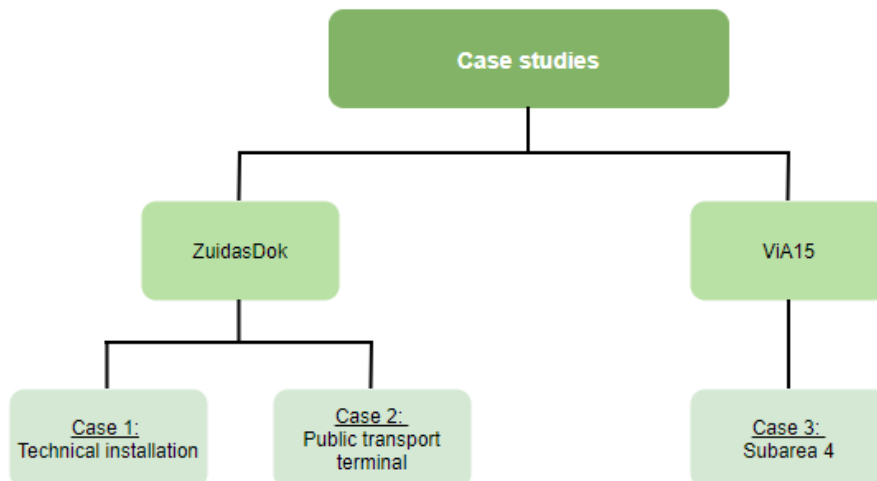 Case studies
ZuidasDok
ViA15
Case 1:
Technical installation
Case 2:
Public transport
terminal
Case 3:
Subarea 4